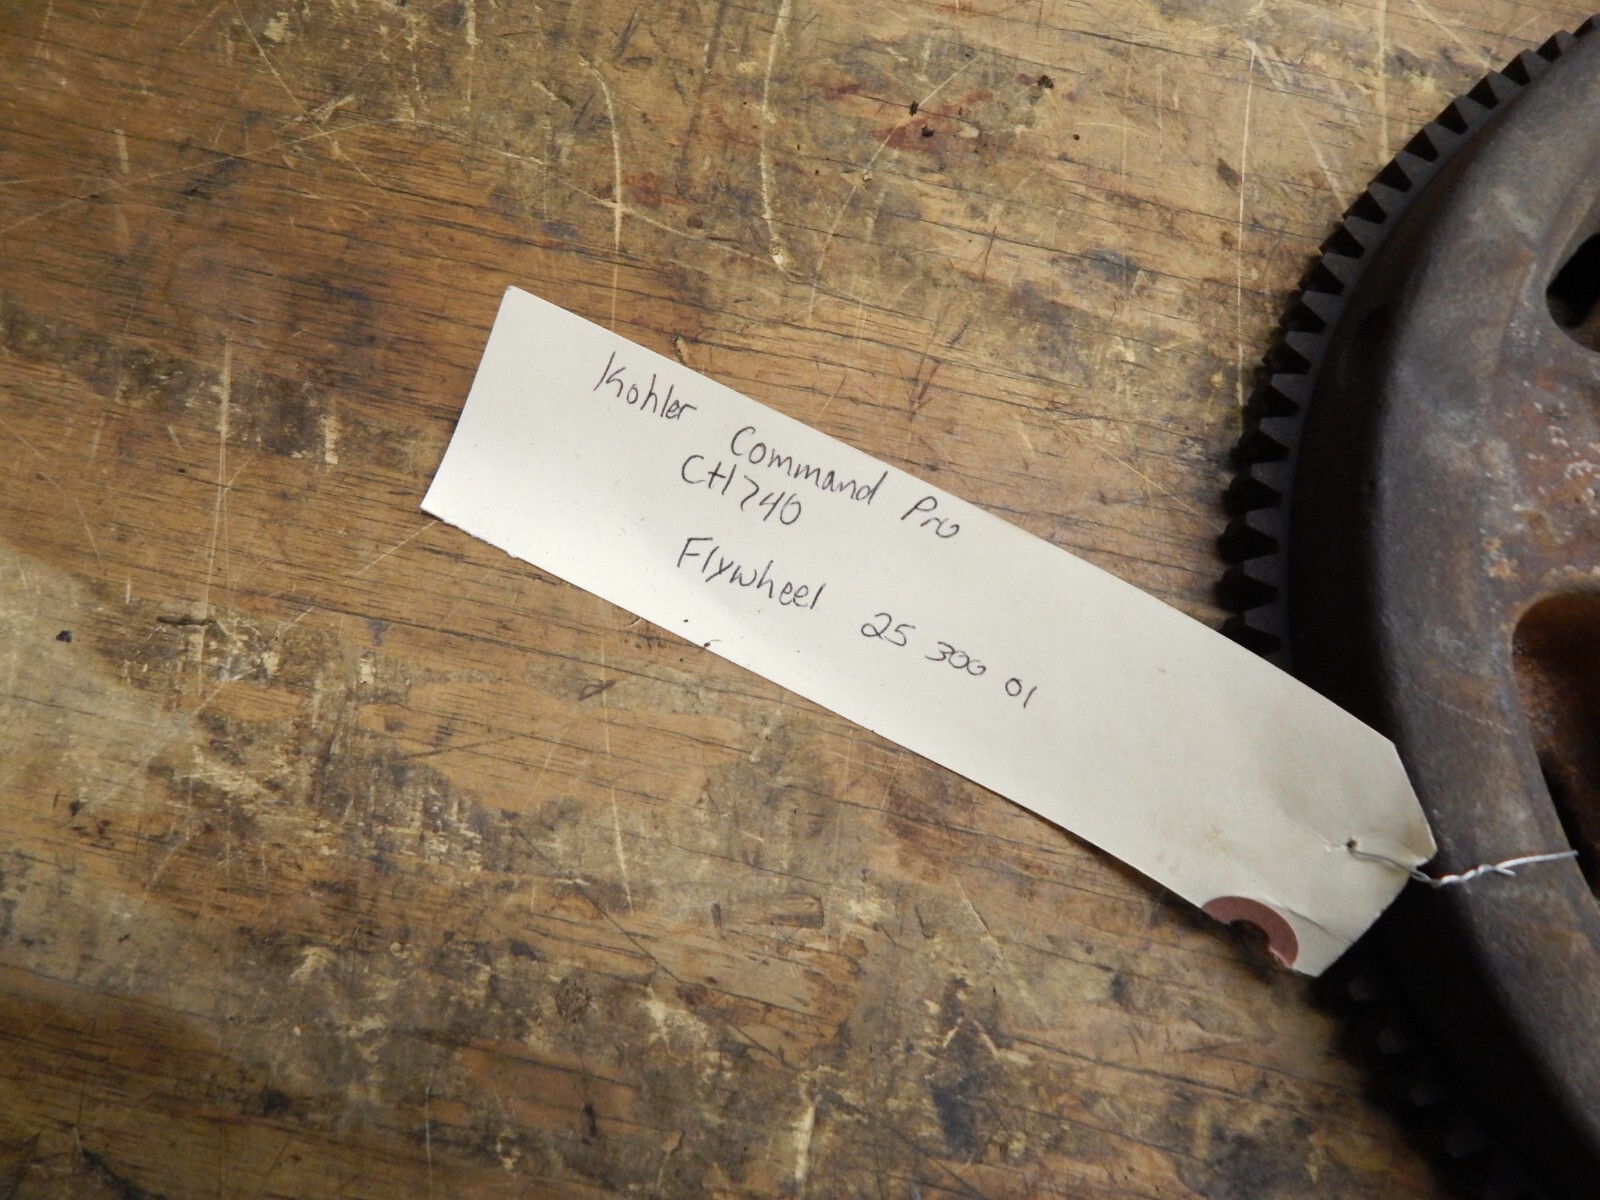 Kohler Command Pro
CH740
Flywheel 25 300 01